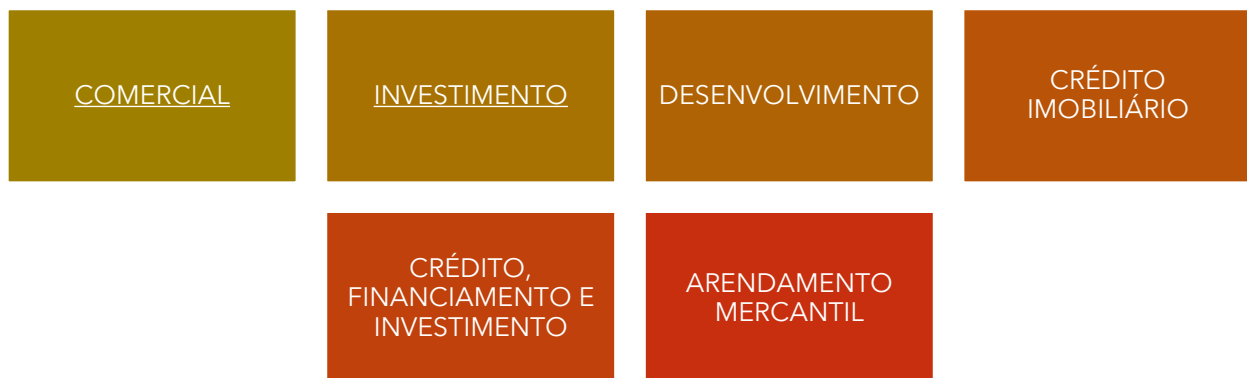 COMERCIAL
INVESTIMENTO
DESENVOLVIMENTO
CRÉDITO
IMOBILIÁRIO
CRÉDITO,
FINANCIAMENTO E
INVESTIMENTO
ARENDAMENTO
MERCANTIL